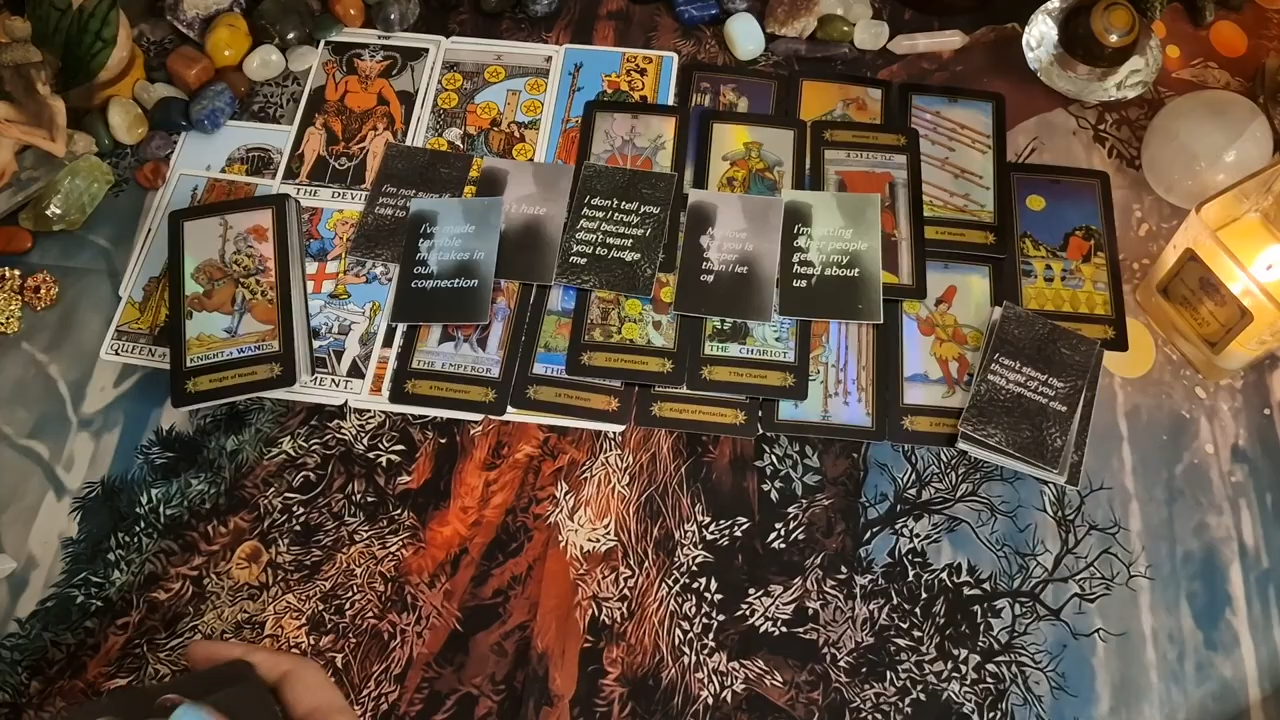 THE DEVIL
JUSTICE
8 of Wands
I'm not sure if
you'd
talk to
't hate
I don't tell you
how I truly
feel because I
don't want
you to judge
me
I've made
terrible
mistakes in
our
connection
love
for you is
deeper
than I let
on
I'm letting
other people
get in my
head about
us
QUEEN of
KNIGHT of WANDS.
Knight of Wands
MENT.
THE EMPEROR.
4 The Emperor
18 The Moon
10 of Pentacles
Knight of Pentacles
THE CHARIOT.
7 The Chariot
2 of
I can't stand the
thought of you
with someone else